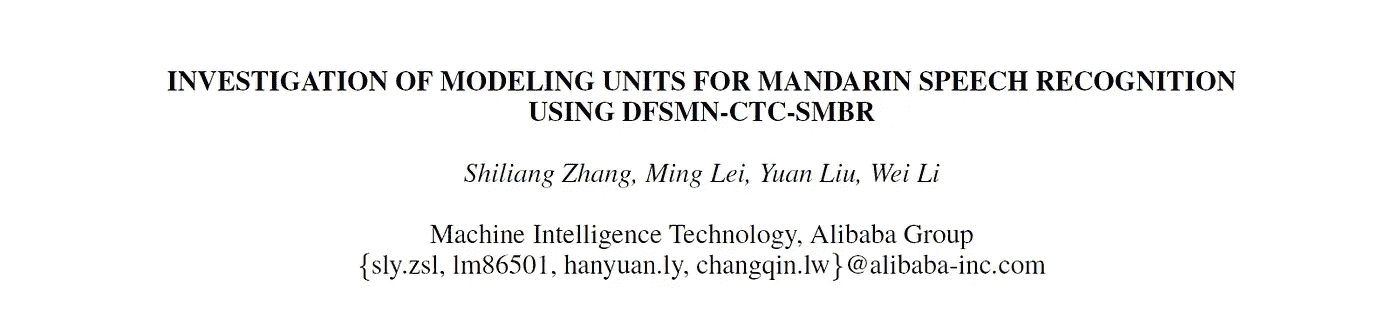 INVESTIGATION OF MODELING UNITS FOR MANDARIN SPEECH RECOGNITION
USING DFSMN-CTC-SMBR
Shiliang Zhang, Ming Lei, Yuan Liu, Wei Li
Machine Intelligence Technology, Alibaba Group
{sly.zsl, lm86501, hanyuan.ly, changqin.lw}@alibaba-inc.com